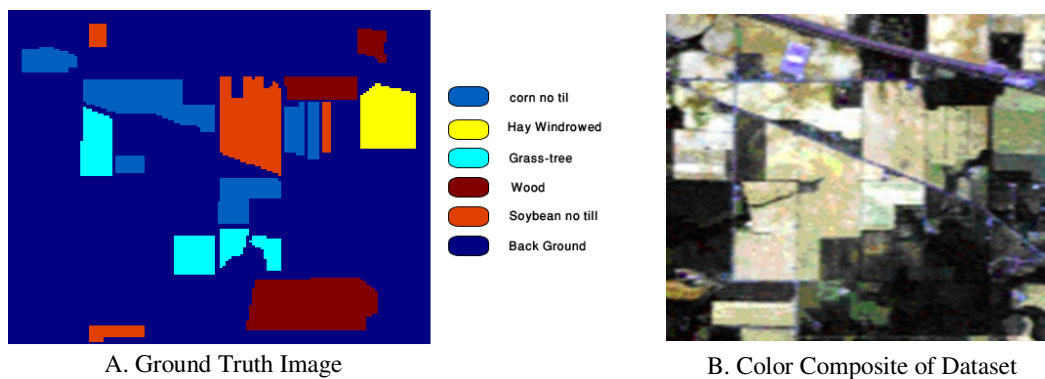 corn no til
Hay Windrowed
Grass-tree
Wood
Soybean no till
Back Ground
A. Ground Truth Image
B. Color Composite of Dataset